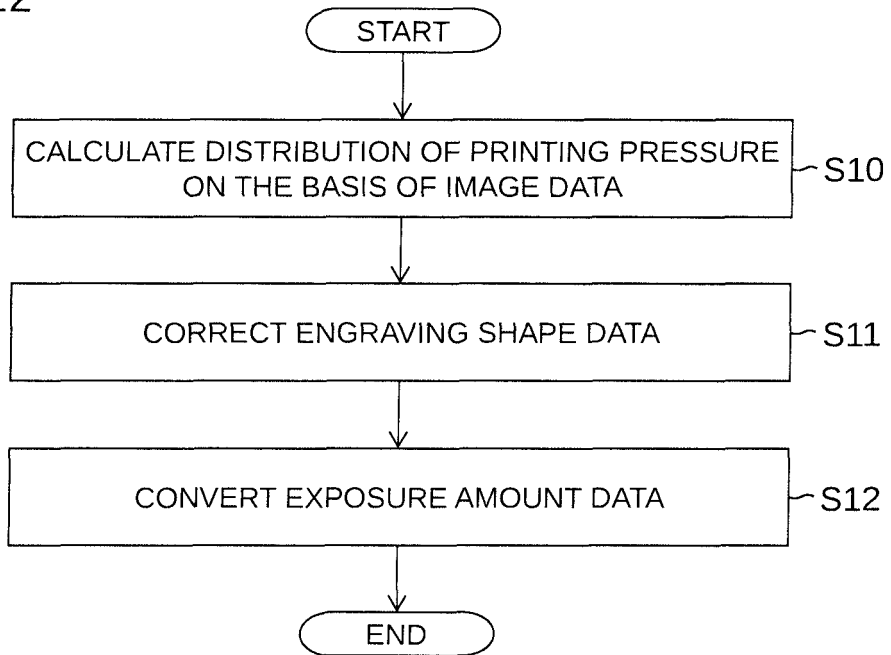 START
CALCULATE DISTRIBUTION OF PRINTING PRESSURE
ON THE BASIS OF IMAGE DATA
S10
CORRECT ENGRAVING SHAPE DATA
S11
CONVERT EXPOSURE AMOUNT DATA
S12
END